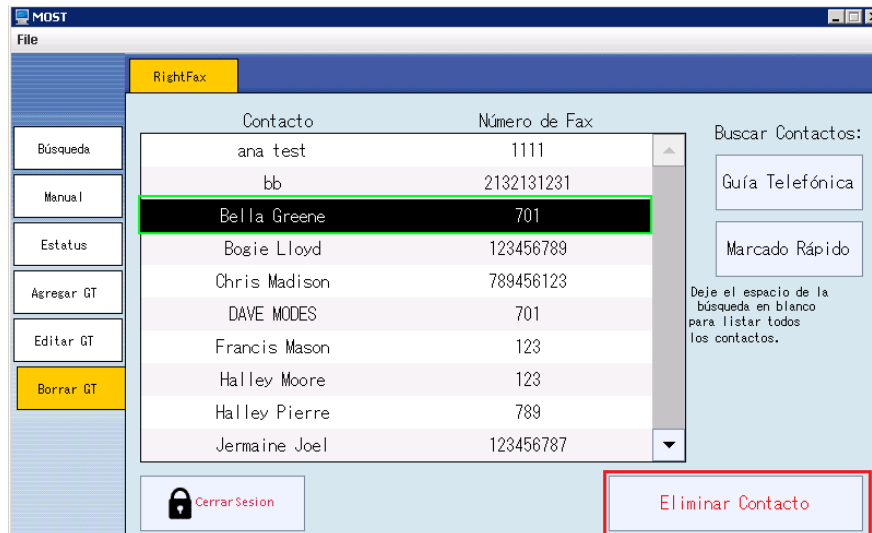 MOST
File
RightFax
Búsqueda
Manual
Estatus
Agregar GT
Editar GT
Borrar GT
Contacto Número de Fax
ana test 1111
bb 2132131231
Bella Greene 701
Bogie Lloyd 123456789
Chris Madison 789456123
DAVE MODES 701
Francis Mason 123
Halley Moore 123
Halley Pierre 789
Jermaine Joel 123456787
Buscar Contactos:
Guía Telefónica
Marcado Rápido
Deje el espacio de la
búsqueda en blanco
para listar todos
los contactos.
Cerrar Sesion
Eliminar Contacto